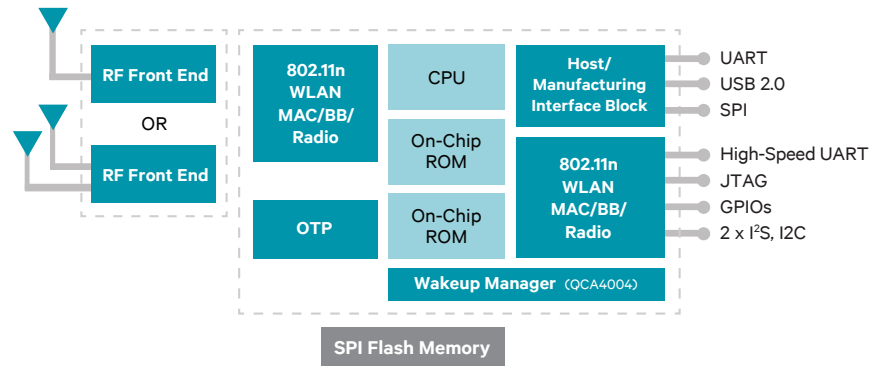 RF Front End
OR
RF Front End
802.11n
WLAN
MAC/BB/
Radio
OTP
CPU
On-Chip
ROM
On-Chip
ROM
Host/
Manufacturing
Interface Block
802.11n
WLAN
MAC/BB/
Radio
Wakeup Manager (QCA4004)
UART
USB 2.0
SPI
High-Speed UART
JTAG
GPIOs
2 x I²S, I2C
SPI Flash Memory